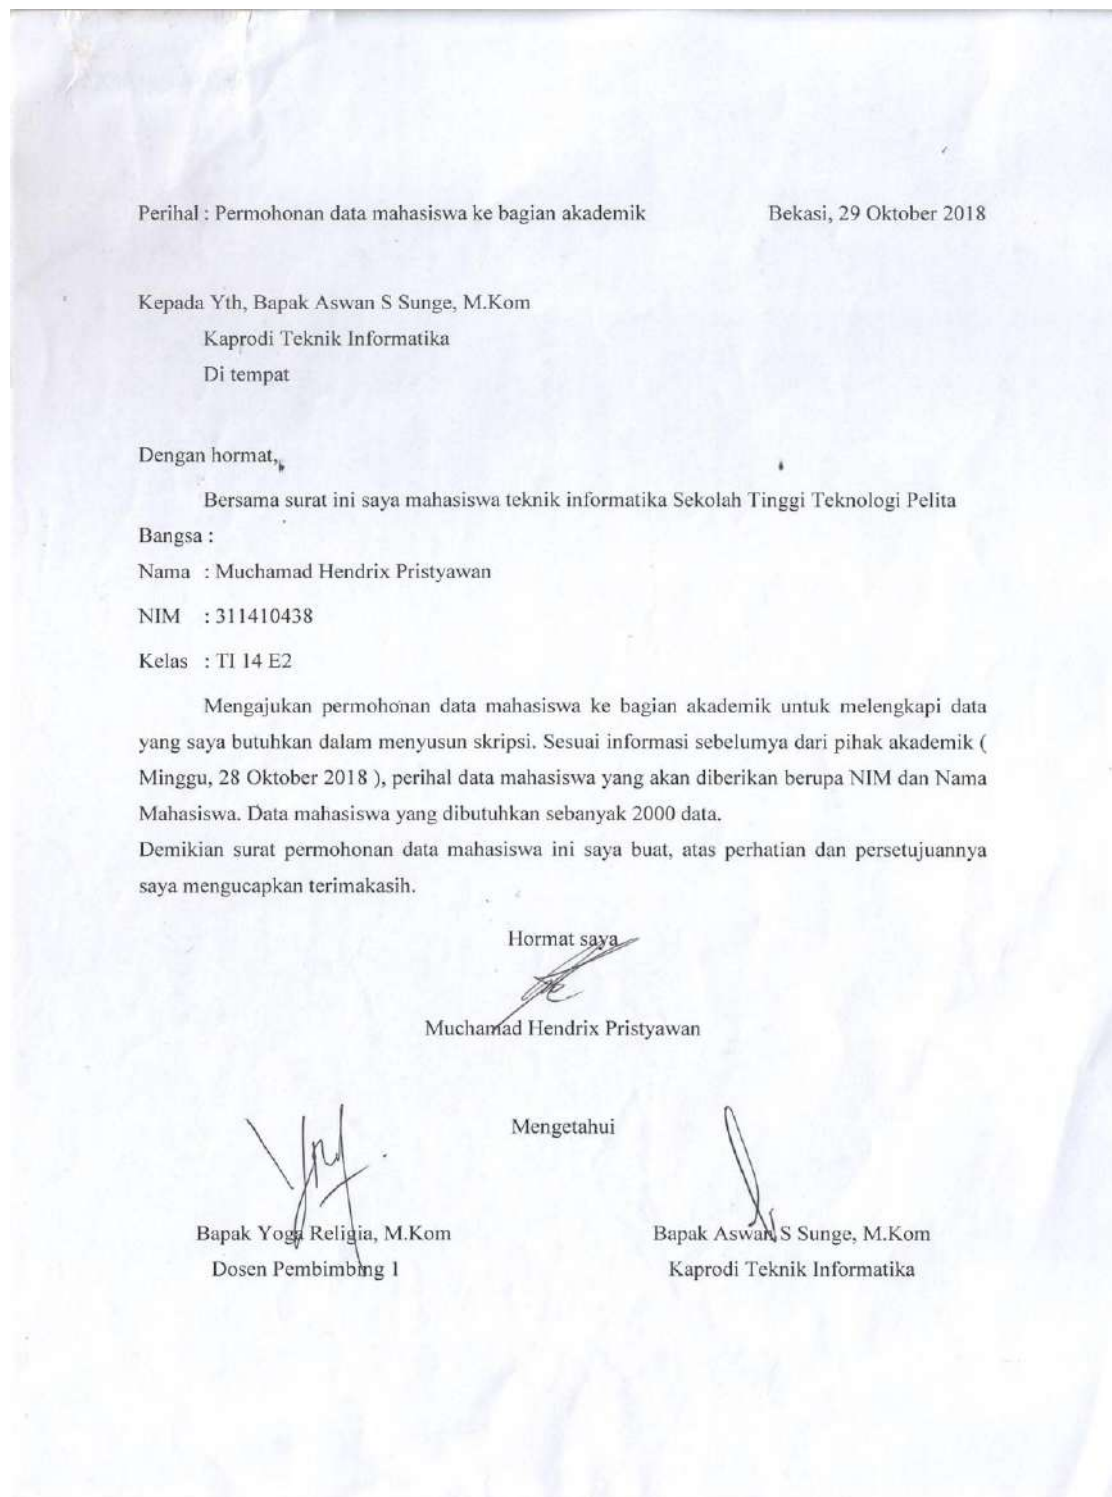 Perihal : Permohonan data mahasiswa ke bagian akademik Bekasi, 29 Oktober 2018
Kepada Yth, Bapak Aswan S Sunge, M.Kom
Kaprodi Teknik Informatika
Di tempat
Dengan hormat,
Bersama surat ini saya mahasiswa teknik informatika Sekolah Tinggi Teknologi Pelita
Bangsa :
Nama : Muchamad Hendrix Pristyawan
NIM : 311410438
Kelas : TI 14 E2
Mengajukan permohonan data mahasiswa ke bagian akademik untuk melengkapi data
yang saya butuhkan dalam menyusun skripsi. Sesuai informasi sebelumya dari pihak akademik (
Minggu, 28 Oktober 2018 ), perihal data mahasiswa yang akan diberikan berupa NIM dan Nama
Mahasiswa. Data mahasiswa yang dibutuhkan sebanyak 2000 data.
Demikian surat permohonan data mahasiswa ini saya buat, atas perhatian dan persetujuannya
saya mengucapkan terimakasih.
Hormat saya
Muchamad Hendrix Pristyawan
Mengetahui
Bapak Yoga Religia, M.Kom Bapak Aswan S Sunge, M.Kom
Dosen Pembimbing 1 Kaprodi Teknik Informatika